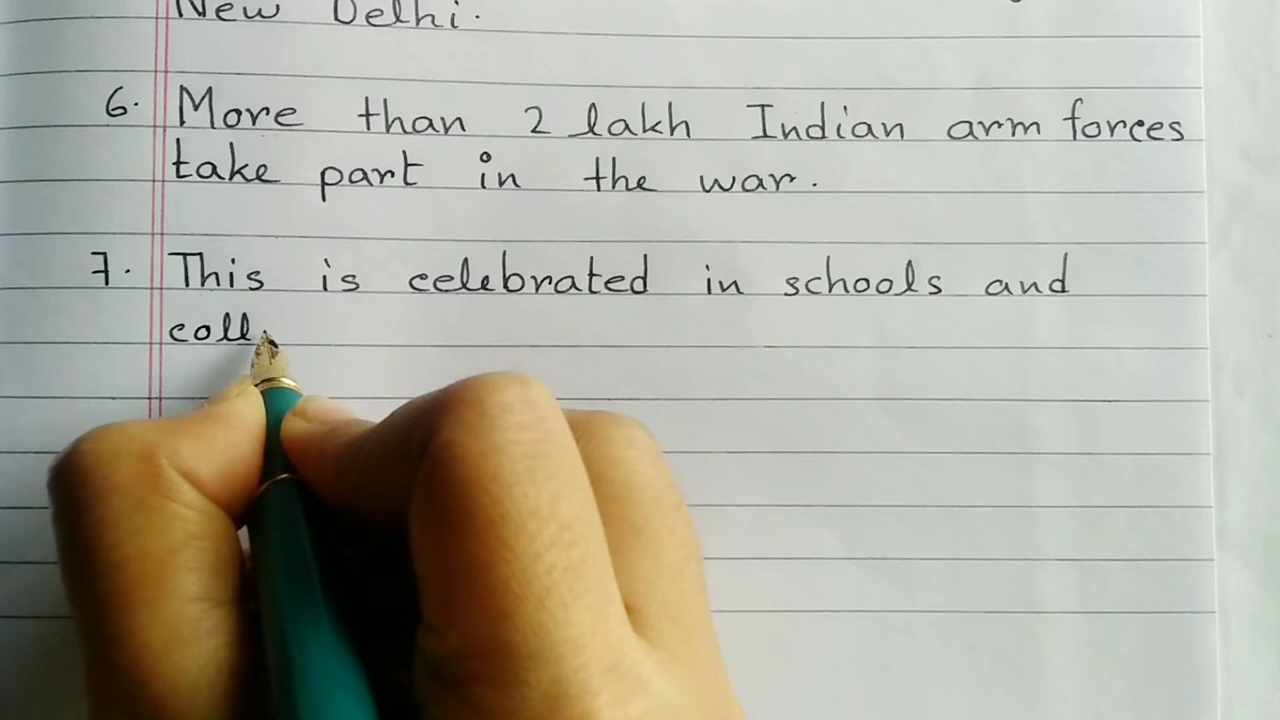 New Delhi.
6. More than 2 lakh Indian arm forces
take part in the war.
7. This is celebrated in schools and
coll